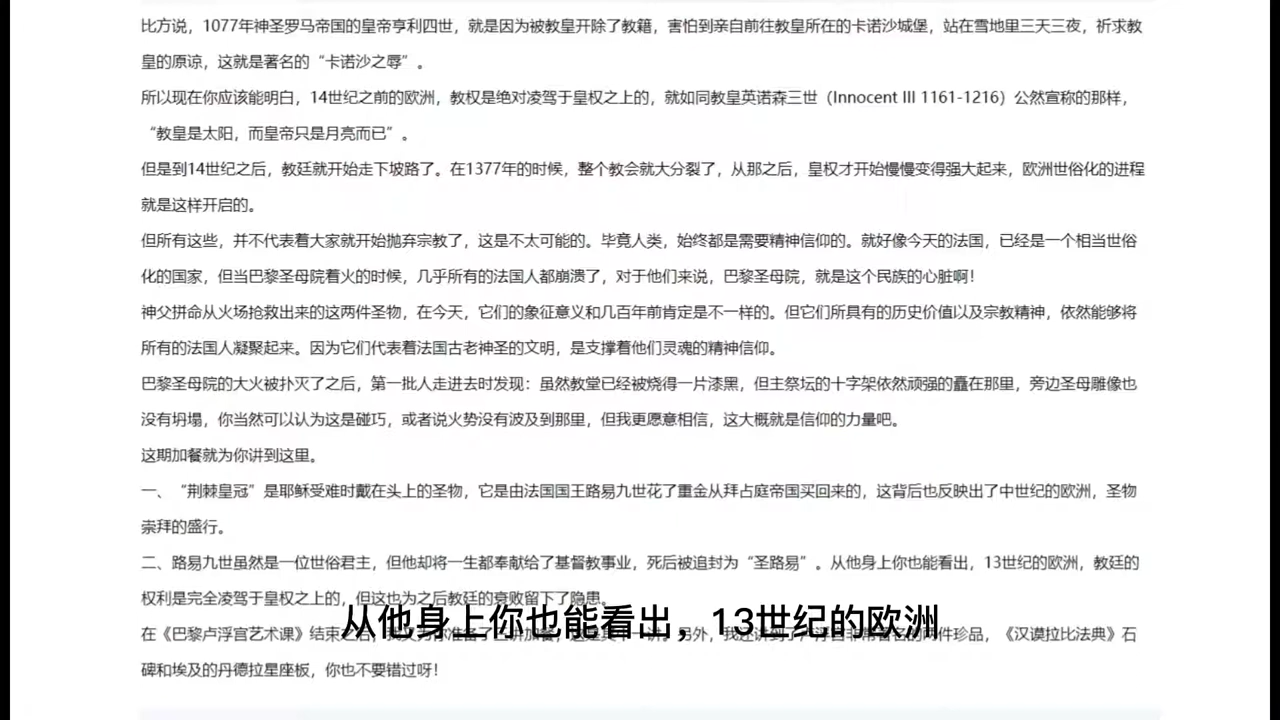 比方说，1077年神圣罗马帝国的皇帝亨利四世，就是因为被教皇开除了教籍，害怕到亲自前往教皇所在的卡诺沙城堡，站在雪地里三天三夜，祈求教
皇的原谅，这就是著名的“卡诺沙之辱”。
所以现在你应该能明白，14世纪之前的欧洲，教权是绝对凌驾于皇权之上的，就如同教皇英诺森三世（Innocent III 1161-1216）公然宣称的那样，
“教皇是太阳，而皇帝只是月亮而已”。
但是到14世纪之后，教廷就开始走下坡路了。在1377年的时候，整个教会就大分裂了，从那之后，皇权才开始慢慢变得强大起来，欧洲世俗化的进程
就是这样开启的。
但所有这些，并不代表着大家就开始抛弃宗教了，这是不太可能的。毕竟人类，始终都是需要精神信仰的。就好像今天的法国，已经是一个相当世俗
化的国家，但当巴黎圣母院着火的时候，几乎所有的法国人都崩溃了，对于他们来说，巴黎圣母院，就是这个民族的心脏啊！
神父拼命从火场抢救出来的这两件圣物，在今天，它们的象征意义和几百年前肯定是不一样的。但它们所具有的历史价值以及宗教精神，依然能够将
所有的法国人凝聚起来。因为它们代表着法国古老神圣的文明，是支撑着他们灵魂的精神信仰。
巴黎圣母院的大火被扑灭了之后，第一批人走进去时发现：虽然教堂已经被烧得一片漆黑，但主祭坛的十字架依然顽强的矗在那里，旁边圣母雕像也
没有坍塌，你当然可以认为这是碰巧，或者说火势没有波及到那里，但我更愿意相信，这大概就是信仰的力量吧。
这期加餐就为你讲到这里。
一、“荆棘皇冠”是耶稣受难时戴在头上的圣物，它是由法国国王路易九世花了重金从拜占庭帝国买回来的，这背后也反映出了中世纪的欧洲，圣物
崇拜的盛行。
二、路易九世虽然是一位世俗君主，但他却将一生都奉献给了基督教事业，死后被追封为“圣路易”。从他身上你也能看出，13世纪的欧洲，教廷的
权利是完全凌驾于皇权之上的，但这也为之后教廷的衰败留下了隐患。
从他身上你也能看出，13世纪的欧洲
在《巴黎卢浮宫艺术课》结束之后，
两件珍品，《汉谟拉比法典》石
碑和埃及的丹德拉星座板，你也不要错过呀！